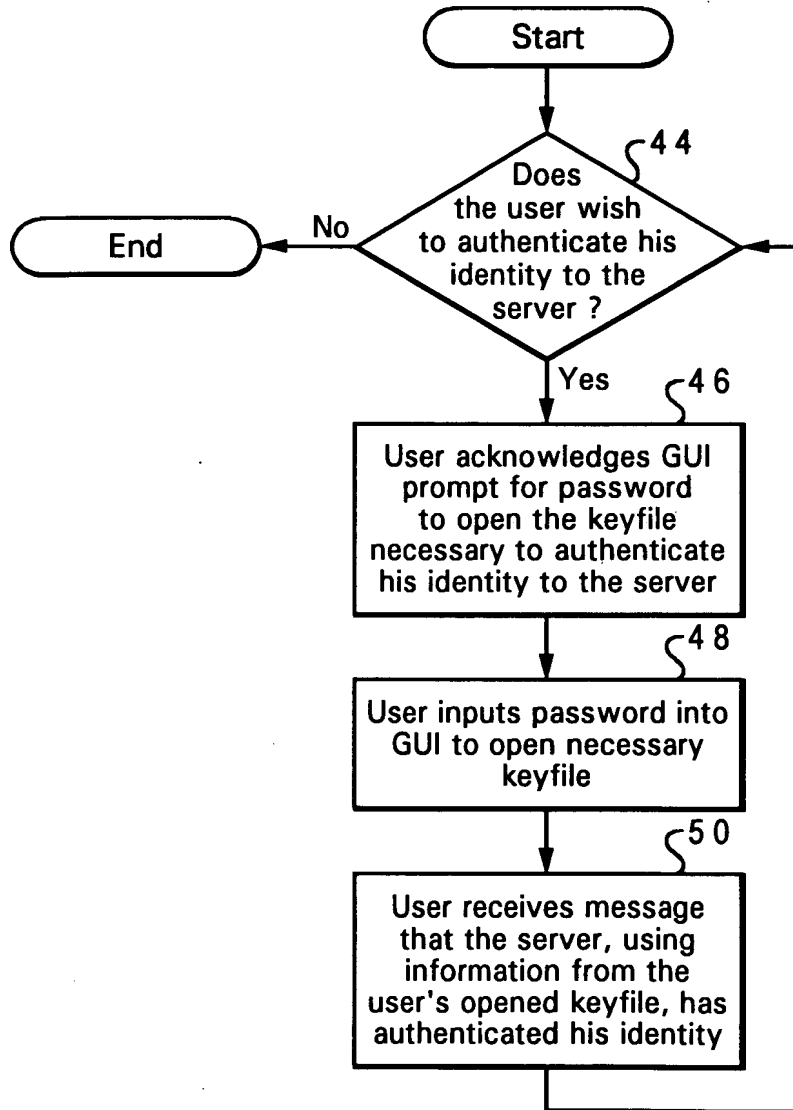 Start
44
Does
the user wish
to authenticate his
identity to the
server ?
No
End
Yes
46
User acknowledges GUI
prompt for password
to open the keyfile
necessary to authenticate
his identity to the server
48
User inputs password into
GUI to open necessary
keyfile
50
User receives message
that the server, using
information from the
user's opened keyfile, has
authenticated his identity